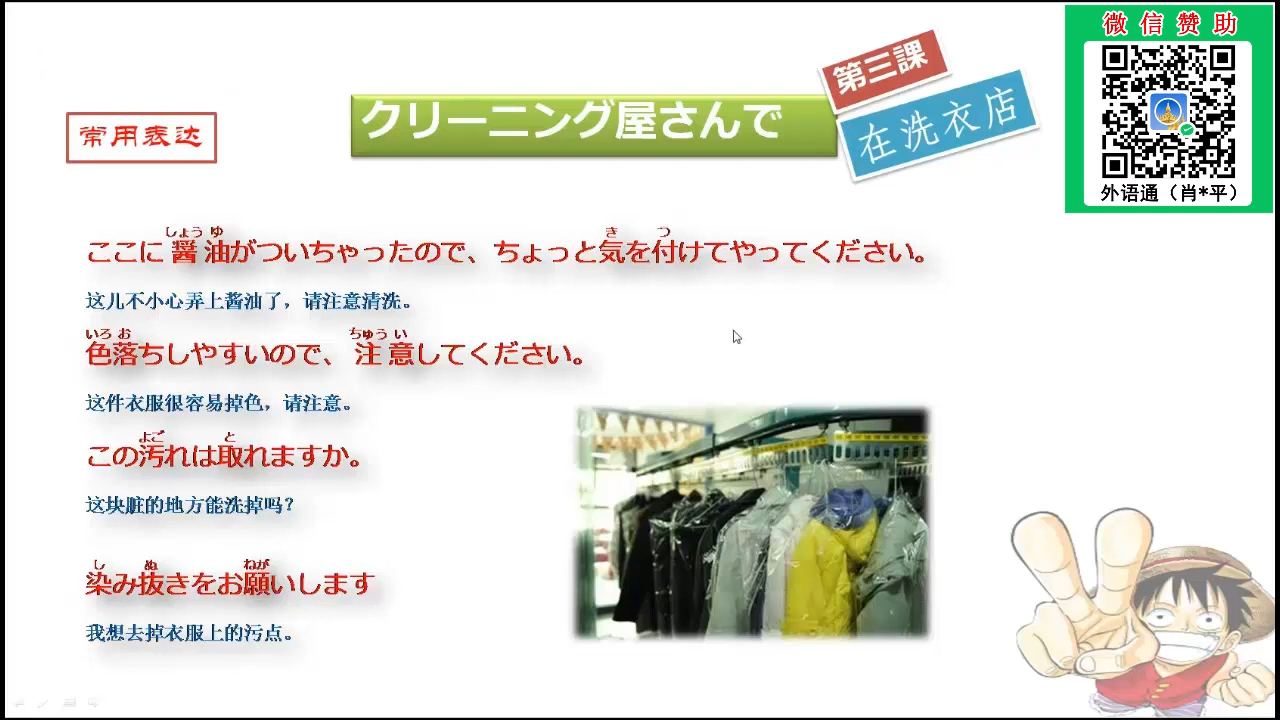 微信赞助
外语通（肖*平）
第三課
クリーニング屋さんで
在洗衣店
常用表达
しょう ゆ き つ
ここに醤油がついちゃったので、ちょっと気を付けてやってください。
这儿不小心弄上酱油了，请注意清洗。
いろ お ちゅう い
色落ちしやすいので、注意してください。
这件衣服很容易掉色，请注意。
よご と
この汚れは取れますか。
这块脏的地方能洗掉吗？
し ぬ ねが
染み抜きをお願いします
我想去掉衣服上的污点。